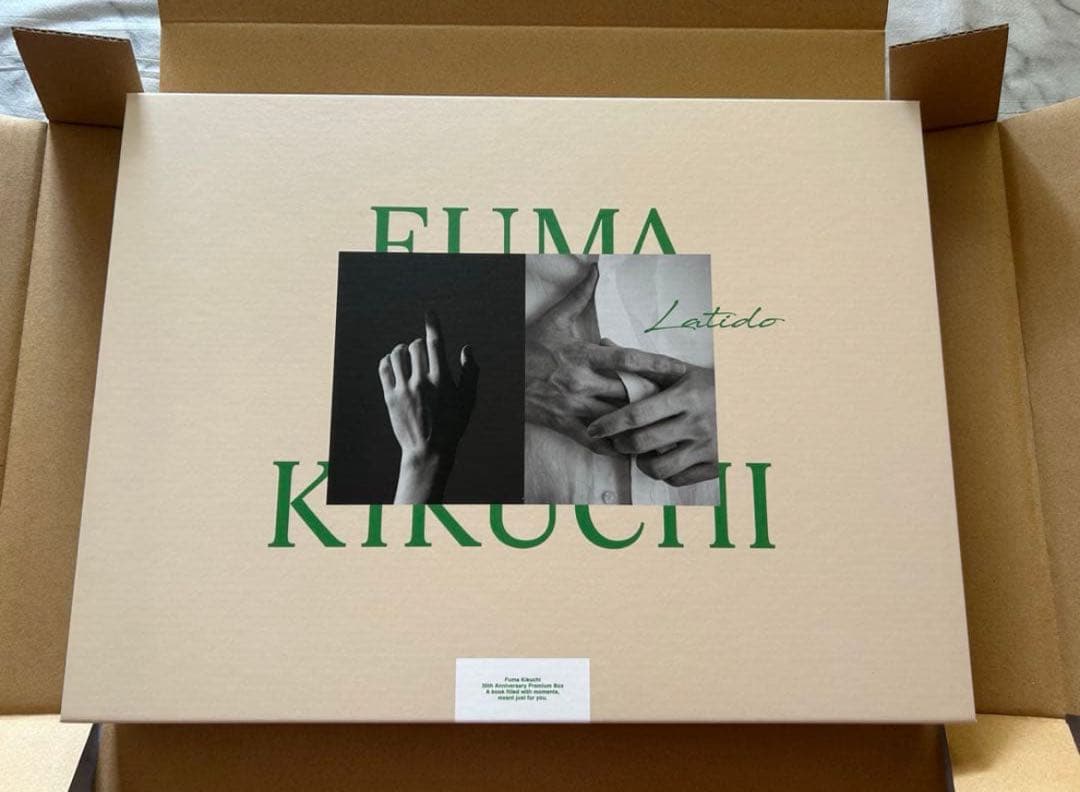 FUMA
Latido
KIKUCHI
Fuma Kikuchi
30th Anniversary Premium Box
A book filled with moments,
meant just for you.